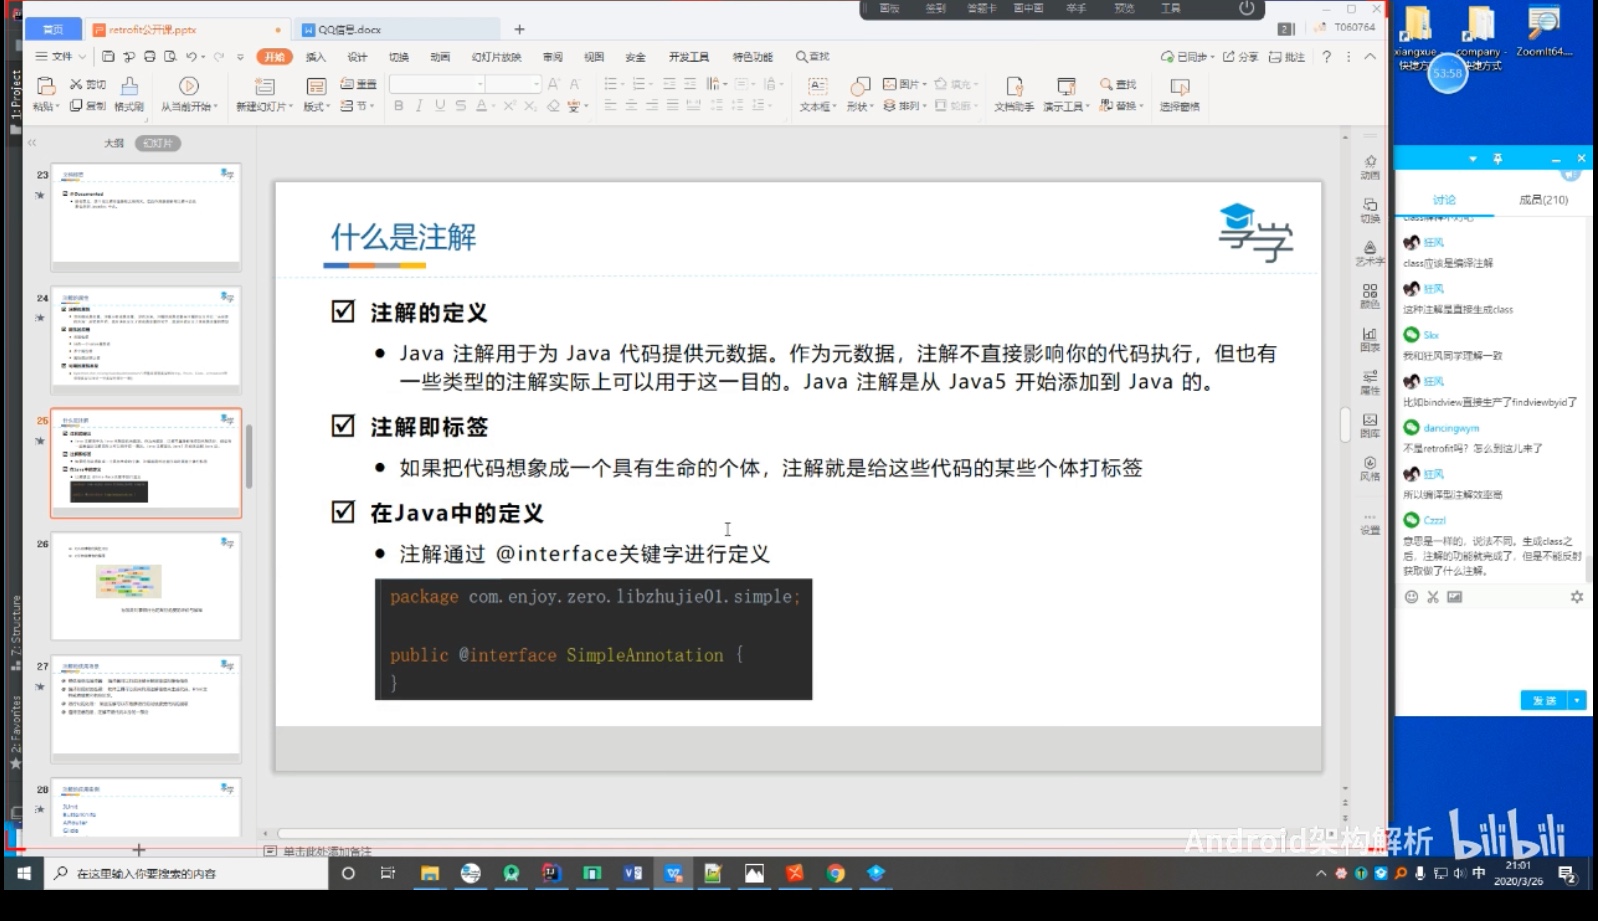 画板 签到 答题卡 画中画 举手 预览 工具
首页 retrofit公开课.pptx QQ信息.docx
T060764
文件 开始 插入 设计 切换 动画 幻灯片放映 审阅 视图 安全 开发工具 特色功能 查找 已同步 分享 批注
粘贴 剪切 复制 格式刷 从当前开始 新建幻灯片 版式 重置 节
文本框 形状 图片 排列 填充 轮廓 文档助手 演示工具 查找 替换 选择窗格
大纲 幻灯片
1: Project
7: Structure
2: Favorites
23
24
25
26
27
28
什么是注解
享学
注解的定义
Java 注解用于为 Java 代码提供元数据。作为元数据，注解不直接影响你的代码执行，但也有
一些类型的注解实际上可以用于这一目的。Java 注解是从 Java5 开始添加到 Java 的。
注解即标签
如果把代码想象成一个具有生命的个体，注解就是给这些代码的某些个体打标签
在Java中的定义
注解通过 @interface关键字进行定义
package com.enjoy.zero.libzhujie01.simple;
public @interface SimpleAnnotation {
}
单击此处添加备注
动画
切换
艺术字
颜色
图表
属性
图库
风格
设置
xiangxue
快捷方式
company -
快捷方式
ZoomIt64....
53:58
讨论 成员(210)
狂风
class应该是编译注解
狂风
这种注解是直接生成class
Skx
我和狂风同学理解一致
狂风
比如bindview直接生产了findviewbyid了
dancingwym
不是retrofit吗？怎么到这儿来了
狂风
所以编译型注解效率高
Czzzl
意思是一样的，说法不同。生成class之
后，注解的功能就完成了，但是不能反射
获取做了什么注解。
发送
Android架构解析 bilibili
在这里输入你要搜索的内容
中
21:01
2020/3/26